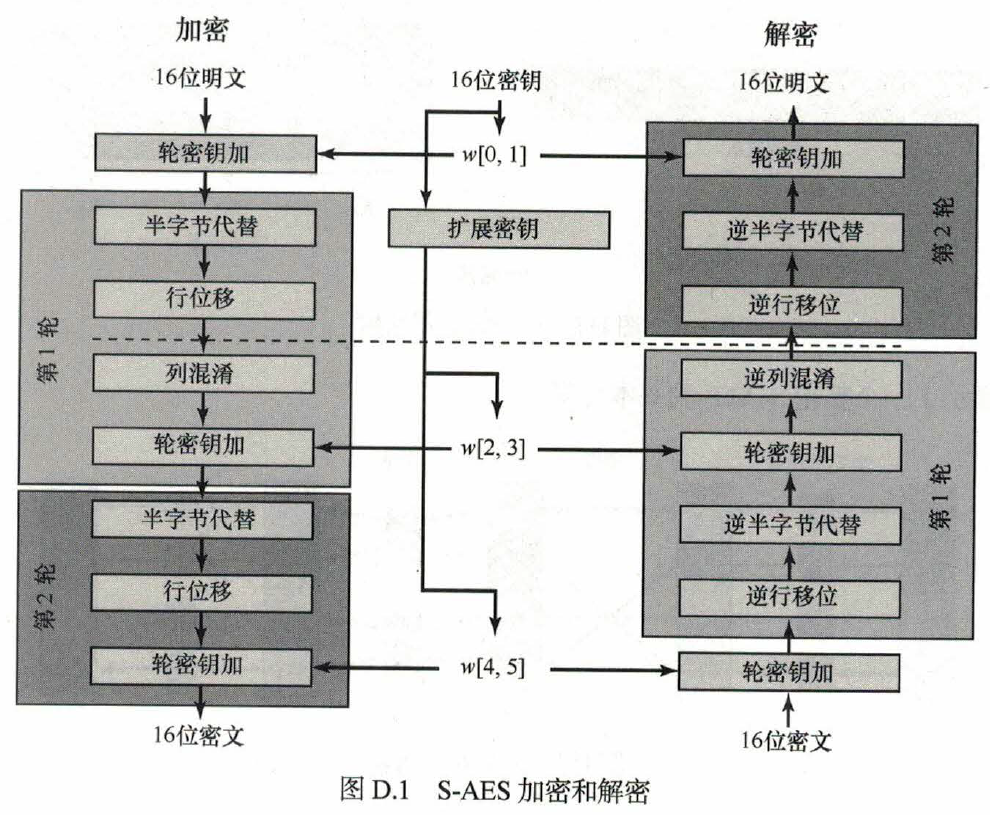 加密
解密
16位明文
16位密钥
16位明文
轮密钥加
w[0, 1]
轮密钥加
半字节代替
扩展密钥
逆半字节代替
第2轮
行位移
逆行移位
第1轮
列混淆
逆列混淆
轮密钥加
w[2, 3]
轮密钥加
第1轮
半字节代替
逆半字节代替
第2轮
行位移
逆行移位
轮密钥加
w[4, 5]
轮密钥加
16位密文
16位密文
图 D.1 S-AES 加密和解密